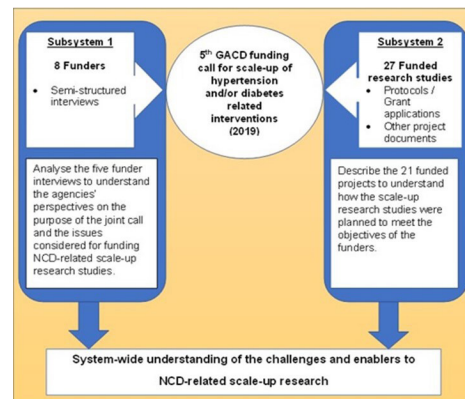 Subsystem 1
8 Funders
• Semi-structured
interviews
5th GACD funding
call for scale-up of
hypertension
and/or diabetes
related
interventions
(2019)
Subsystem 2
27 Funded
research studies
• Protocols /
Grant
applications
• Other project
documents
Analyse the five funder
interviews to understand
the agencies'
perspectives on the
purpose of the joint call
and the issues
considered for funding
NCD-related scale-up
research studies.
Describe the 21 funded
projects to understand
how the scale-up
research studies were
planned to meet the
objectives of the
funders.
System-wide understanding of the challenges and enablers to
NCD-related scale-up research